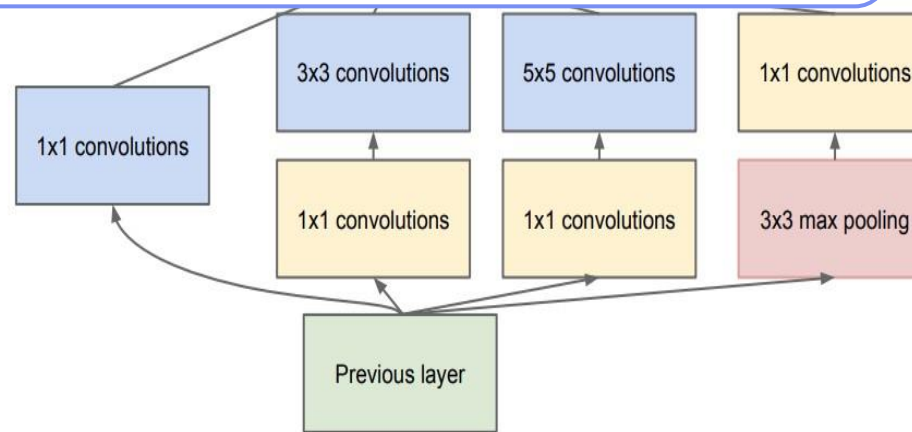 3x3 convolutions
5x5 convolutions
1x1 convolutions
1x1 convolutions
1x1 convolutions
1x1 convolutions
3x3 max pooling
Previous layer